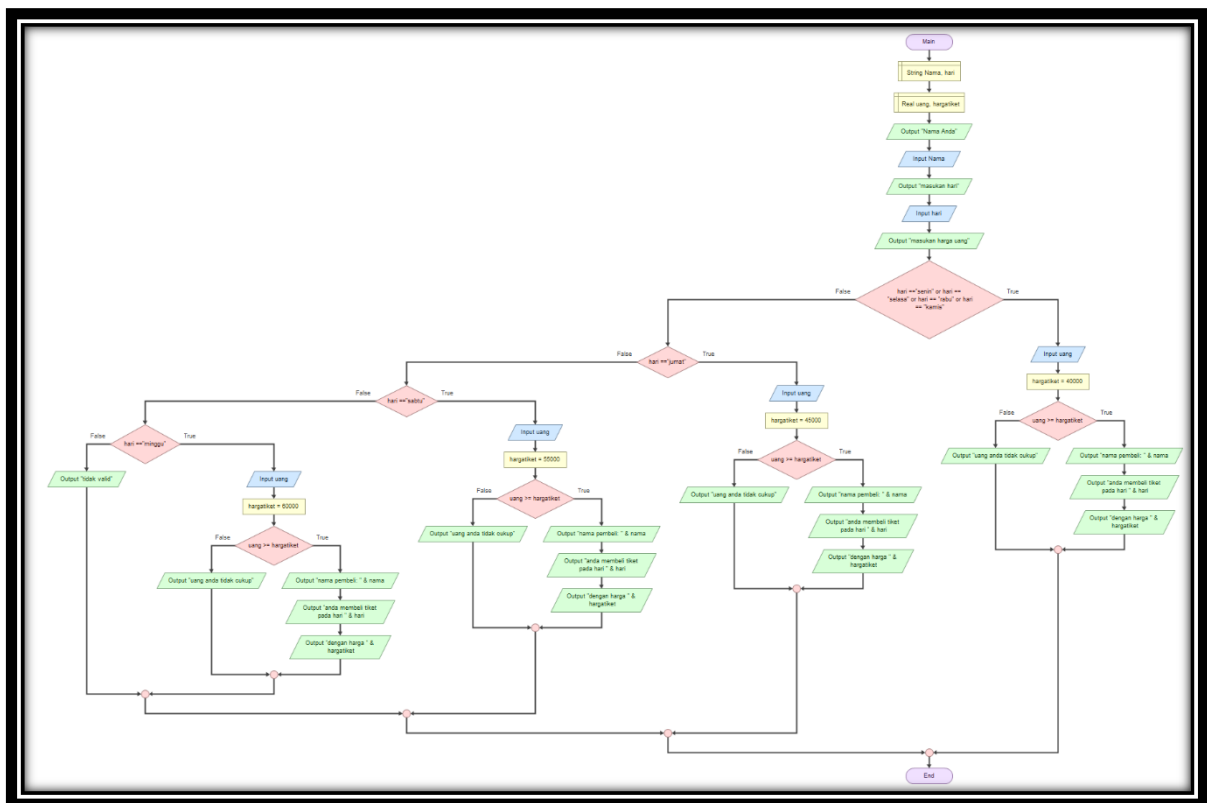 Main
String Nama, hari
Real uang, hargatiket
Output "Nama Anda"
Input Nama
Output "masukan hari"
Input hari
Output "masukan harga uang"
hari =="senin" or hari ==
"selasa" or hari == "rabu" or hari
== "kamis"
False
True
Input uang
hargatiket = 40000
False
True
uang >= hargatiket
Output "uang anda tidak cukup"
Output "nama pembeli: " & nama
Output "anda membeli tiket
pada hari " & hari
Output "dengan harga " &
hargatiket
False
True
hari =="jumat"
Input uang
hargatiket = 45000
False
True
uang >= hargatiket
Output "uang anda tidak cukup"
Output "nama pembeli: " & nama
Output "anda membeli tiket
pada hari " & hari
Output "dengan harga " &
hargatiket
False
True
hari =="sabtu"
Input uang
hargatiket = 55000
False
True
uang >= hargatiket
Output "uang anda tidak cukup"
Output "nama pembeli: " & nama
Output "anda membeli tiket
pada hari " & hari
Output "dengan harga " &
hargatiket
False
True
hari =="minggu"
Output "tidak valid"
Input uang
hargatiket = 60000
False
True
uang >= hargatiket
Output "uang anda tidak cukup"
Output "nama pembeli: " & nama
Output "anda membeli tiket
pada hari " & hari
Output "dengan harga " &
hargatiket
End